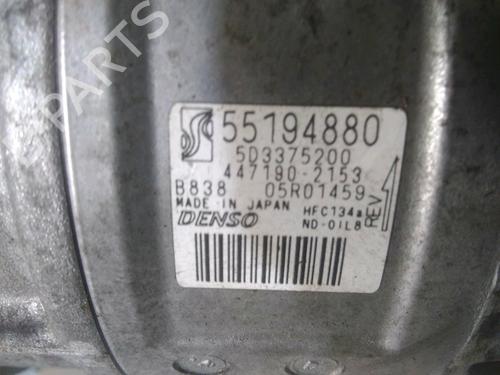 55194880
5D3375200
447190-2153
B838 05R01459
MADE IN JAPAN HFC134a
DENSO ND-OIL8
REV
B-PARTS